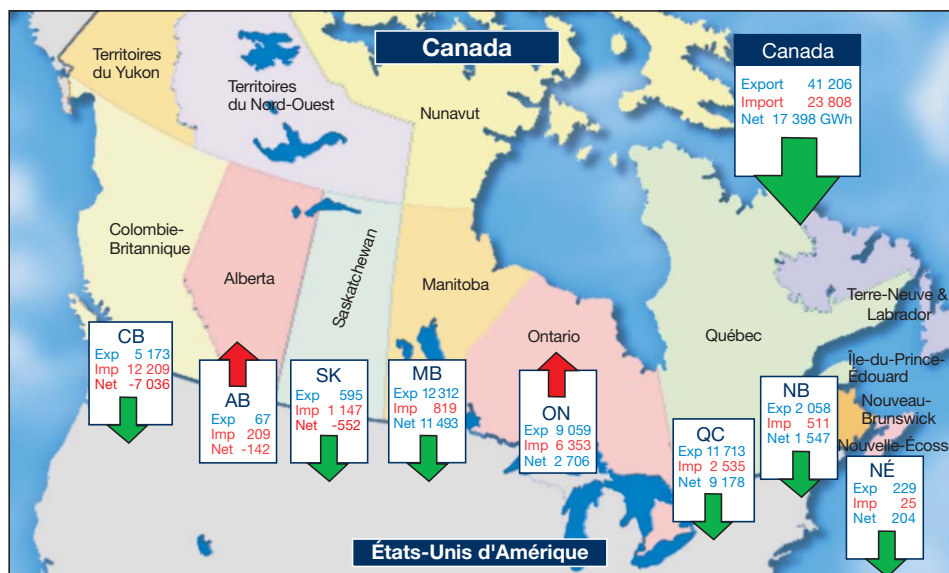 Canada
Territoires
du Yukon
Territoires
du Nord-Ouest
Nunavut
Canada
Export 41 206
Import 23 808
Net 17 398 GWh
Colombie-
Britannique
Alberta
Saskatchewan
Manitoba
Ontario
Québec
Terre-Neuve &
Labrador
Île-du-Prince-
Édouard
Nouveau-
Brunswick
Nouvelle-Écoss
CB
Exp 5 173
Imp 12 209
Net -7 036
AB
Exp 67
Imp 209
Net -142
SK
Exp 595
Imp 1 147
Net -552
MB
Exp 12 312
Imp 819
Net 11 493
ON
Exp 9 059
Imp 6 353
Net 2 706
QC
Exp 11 713
Imp 2 535
Net 9 178
NB
Exp 2 058
Imp 511
Net 1 547
NÉ
Exp 229
Imp 25
Net 204
États-Unis d'Amérique